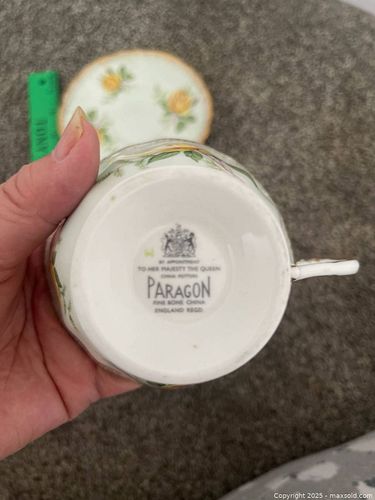 BY APPOINTMENT
TO HER MAJESTY THE QUEEN
CHINA POTTERS
PARAGON
FINE BONE CHINA
ENGLAND REGD.
Copyright 2025 - maxsold.com